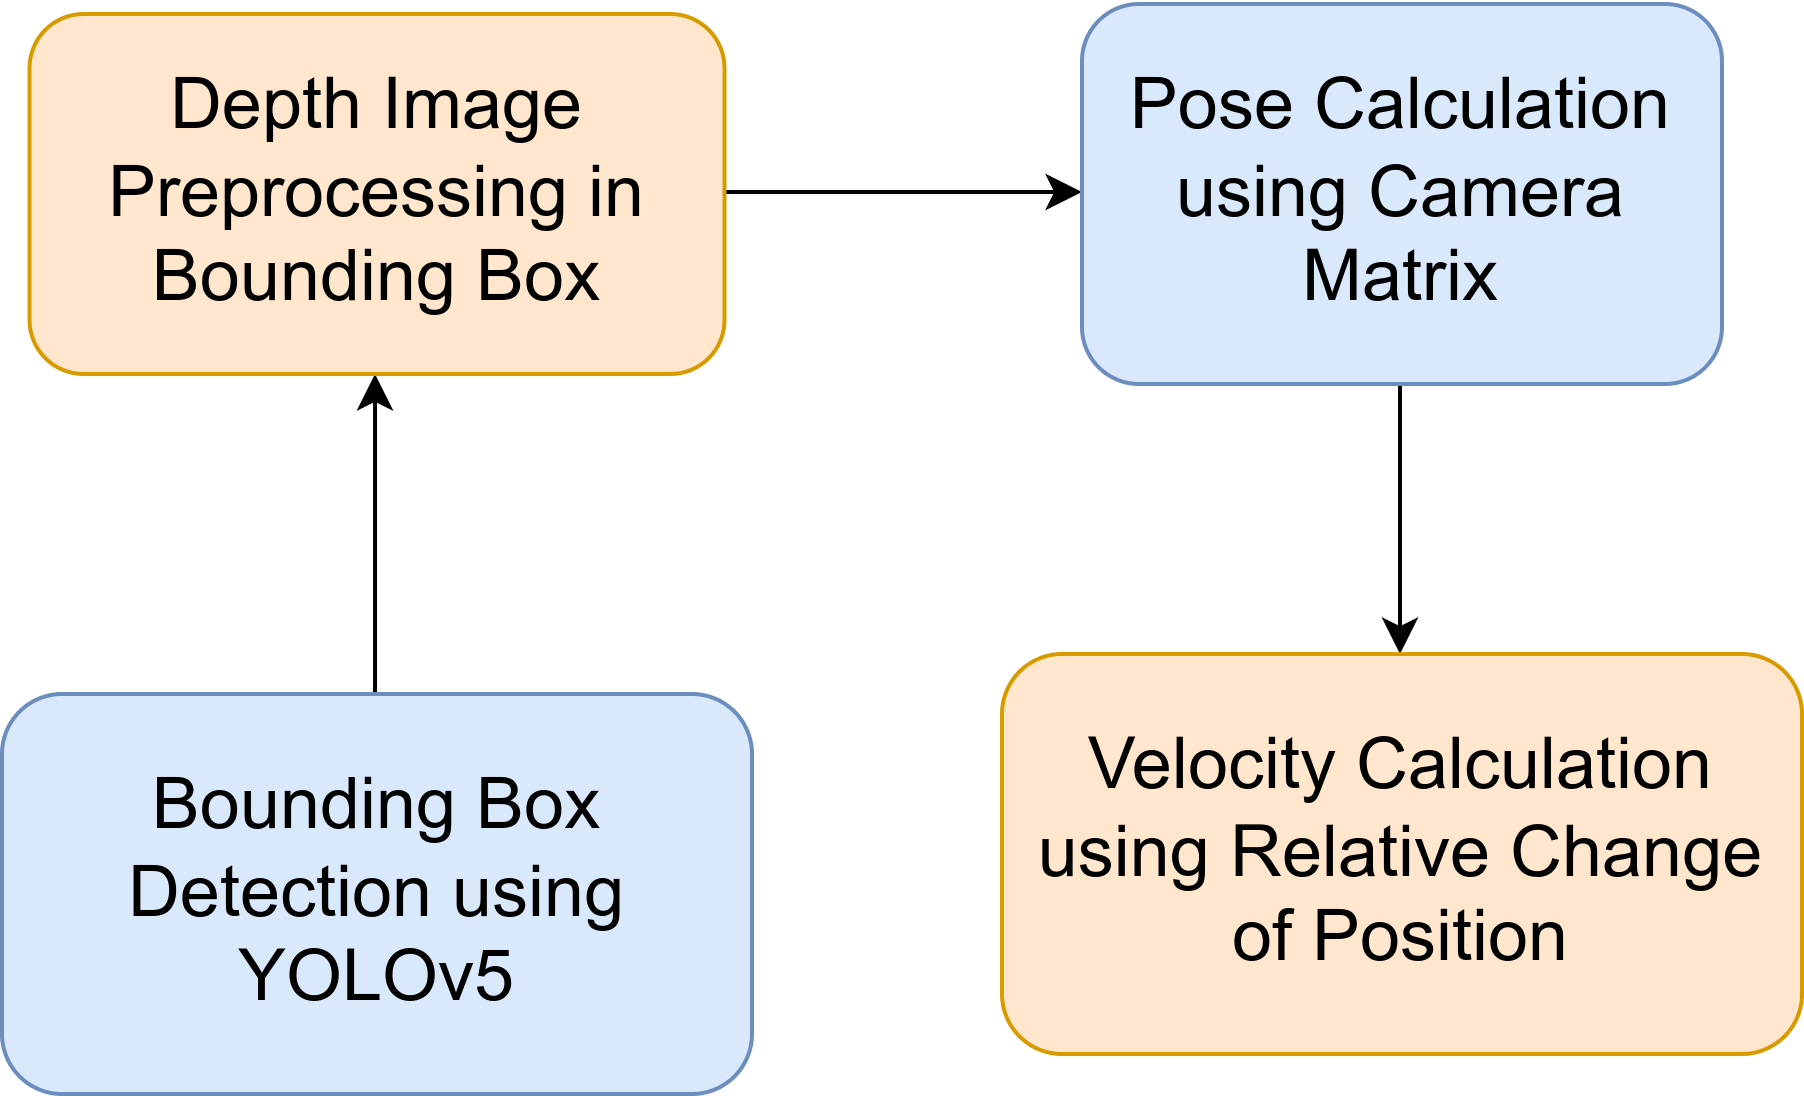 Depth Image
Preprocessing in
Bounding Box
Pose Calculation
using Camera
Matrix
Bounding Box
Detection using
YOLOv5
Velocity Calculation
using Relative Change
of Position